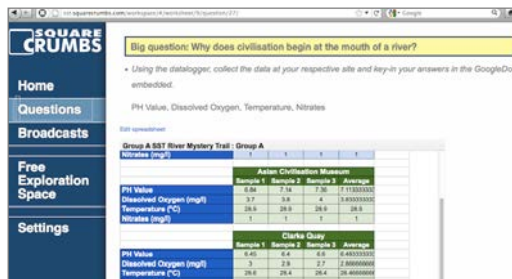 SQUARE
CRUMBS
Home
Questions
Broadcasts
Free
Exploration
Space
Settings
Big question: Why does civilisation begin at the mouth of a river?
Using the datalogger, collect the data at your respective site and key-in your answers in the GoogleDo
embedded.
PH Value, Dissolved Oxygen, Temperature, Nitrates
Edit spreadsheet
Group A SST River Mystery Trail : Group A
Nitrates (mg/l) 1 1 1 1
Asian Civilisation Museum
Sample 1 Sample 2 Sample 3 Average
PH Value 6.84 7.14 7.36
Dissolved Oxygen (mg/l) 3.7 3.8 4
Temperature (°C) 28.9 28.9 28.9 28.9
Nitrates (mg/l) 1 1 1 1
Clarke Quay
Sample 1 Sample 2 Sample 3 Average
PH Value 6.45 6.4 6.6
Dissolved Oxygen (mg/l) 3 2.9 2.7
Temperature (°C) 28.6 28.4 28.4